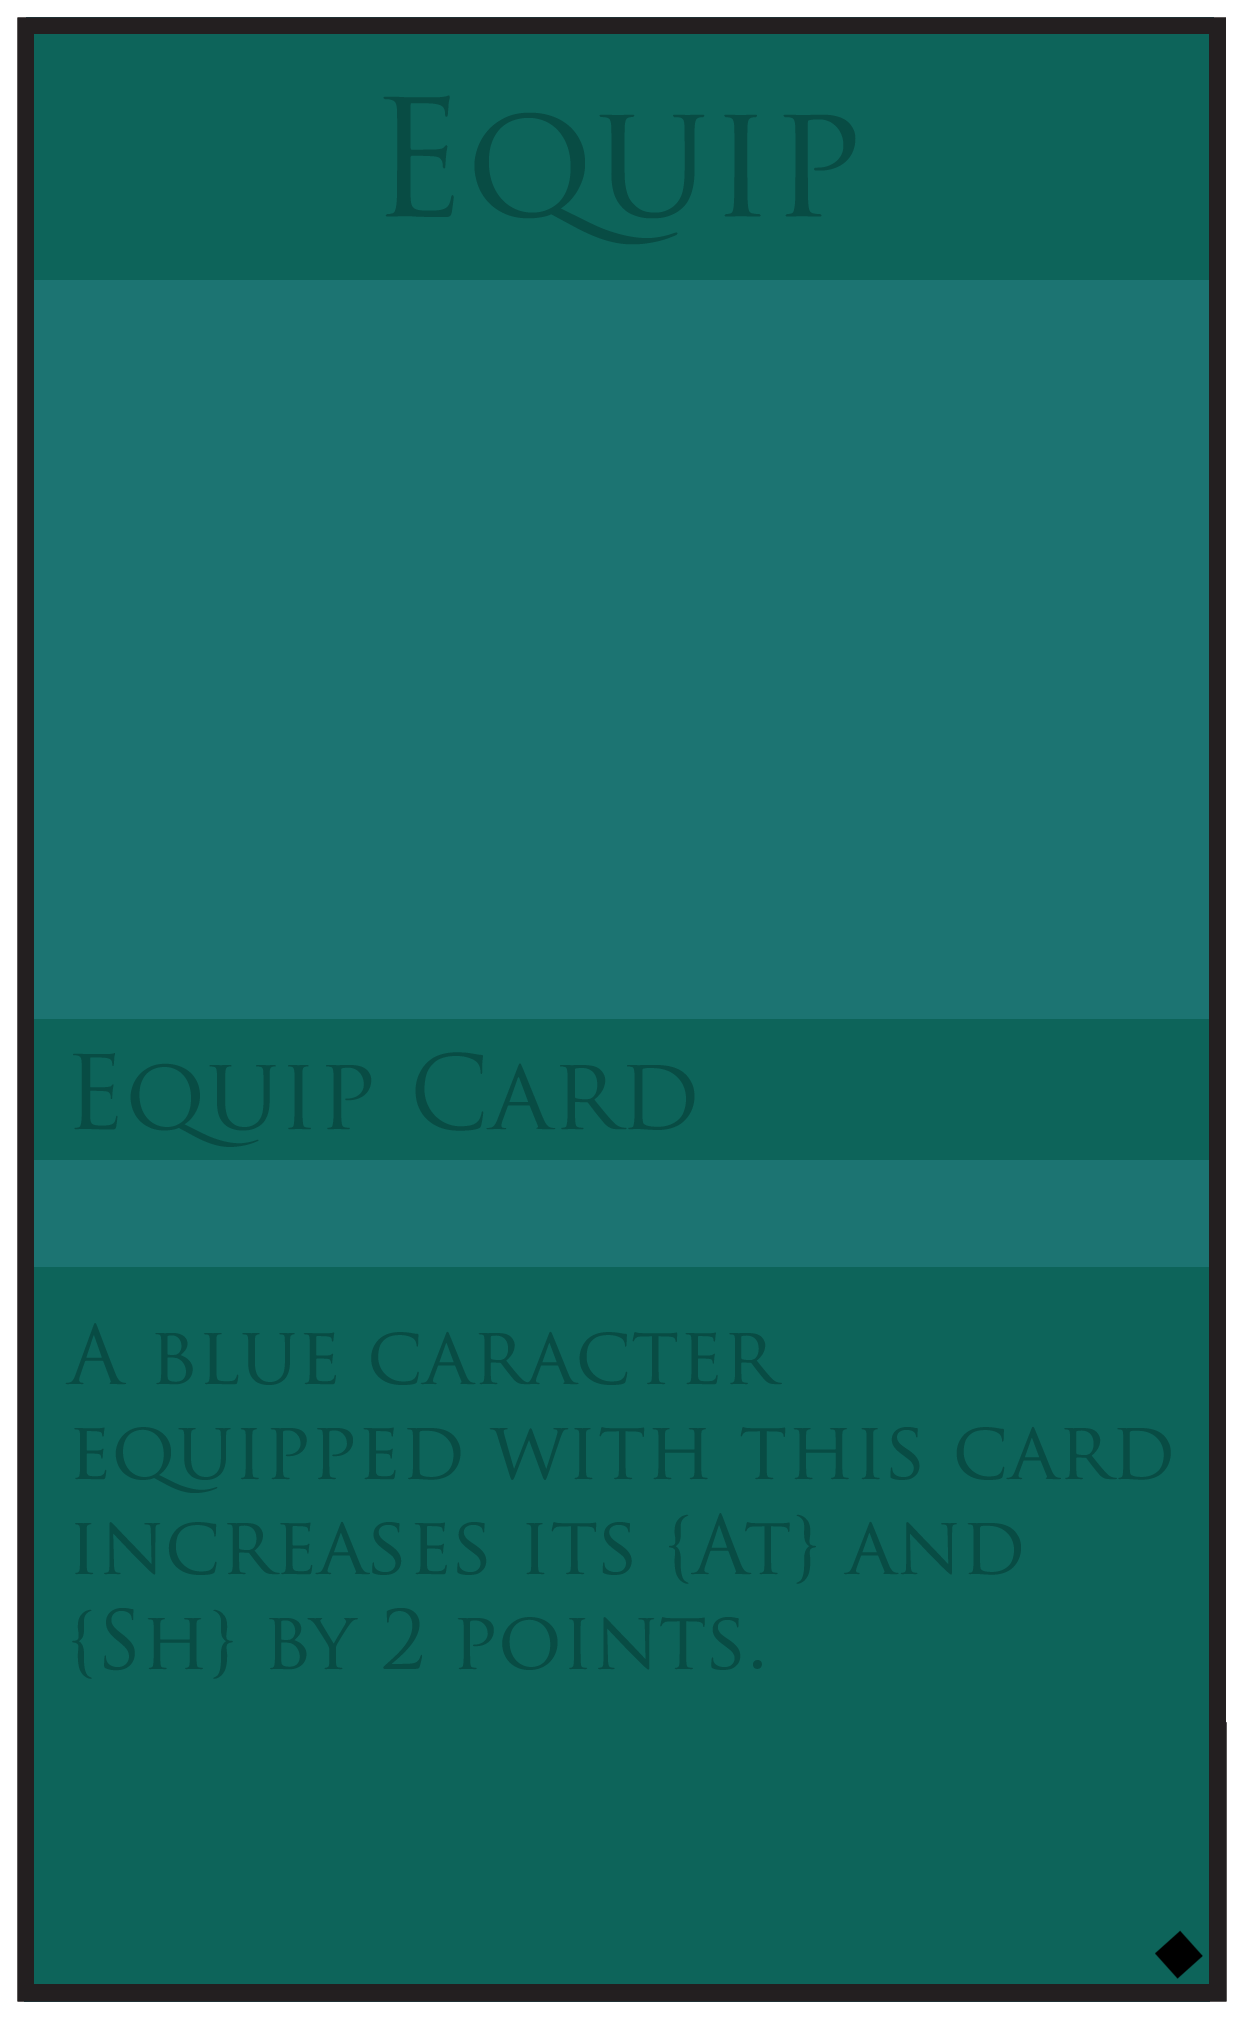 Equip
Equip Card
A blue caracter
equipped with this card
increases its {At} and
{Sh} by 2 points.